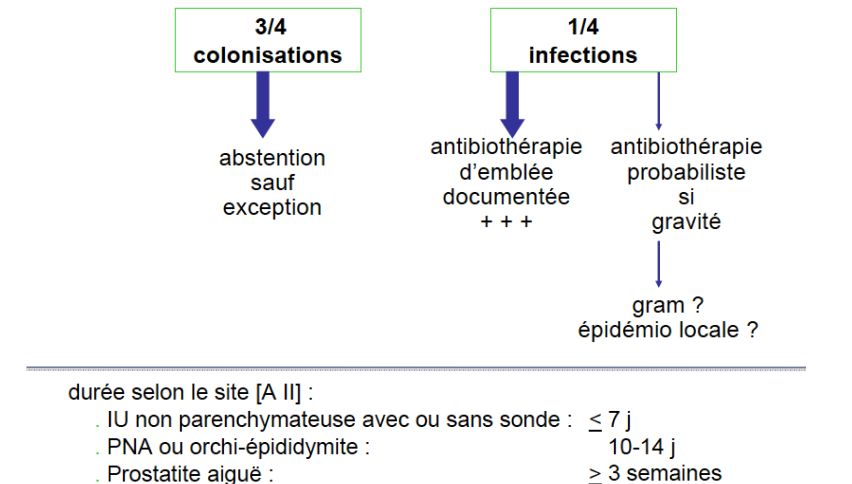 3/4
colonisations
1/4
infections
abstention
sauf
exception
antibiothérapie
d'emblée
documentée
+ + +
antibiothérapie
probabiliste
si
gravité
gram ?
épidémio locale ?
durée selon le site [A II] :
. IU non parenchymateuse avec ou sans sonde : ≤ 7 j
. PNA ou orchi-épididymite : 10-14 j
. Prostatite aiguë : ≥ 3 semaines